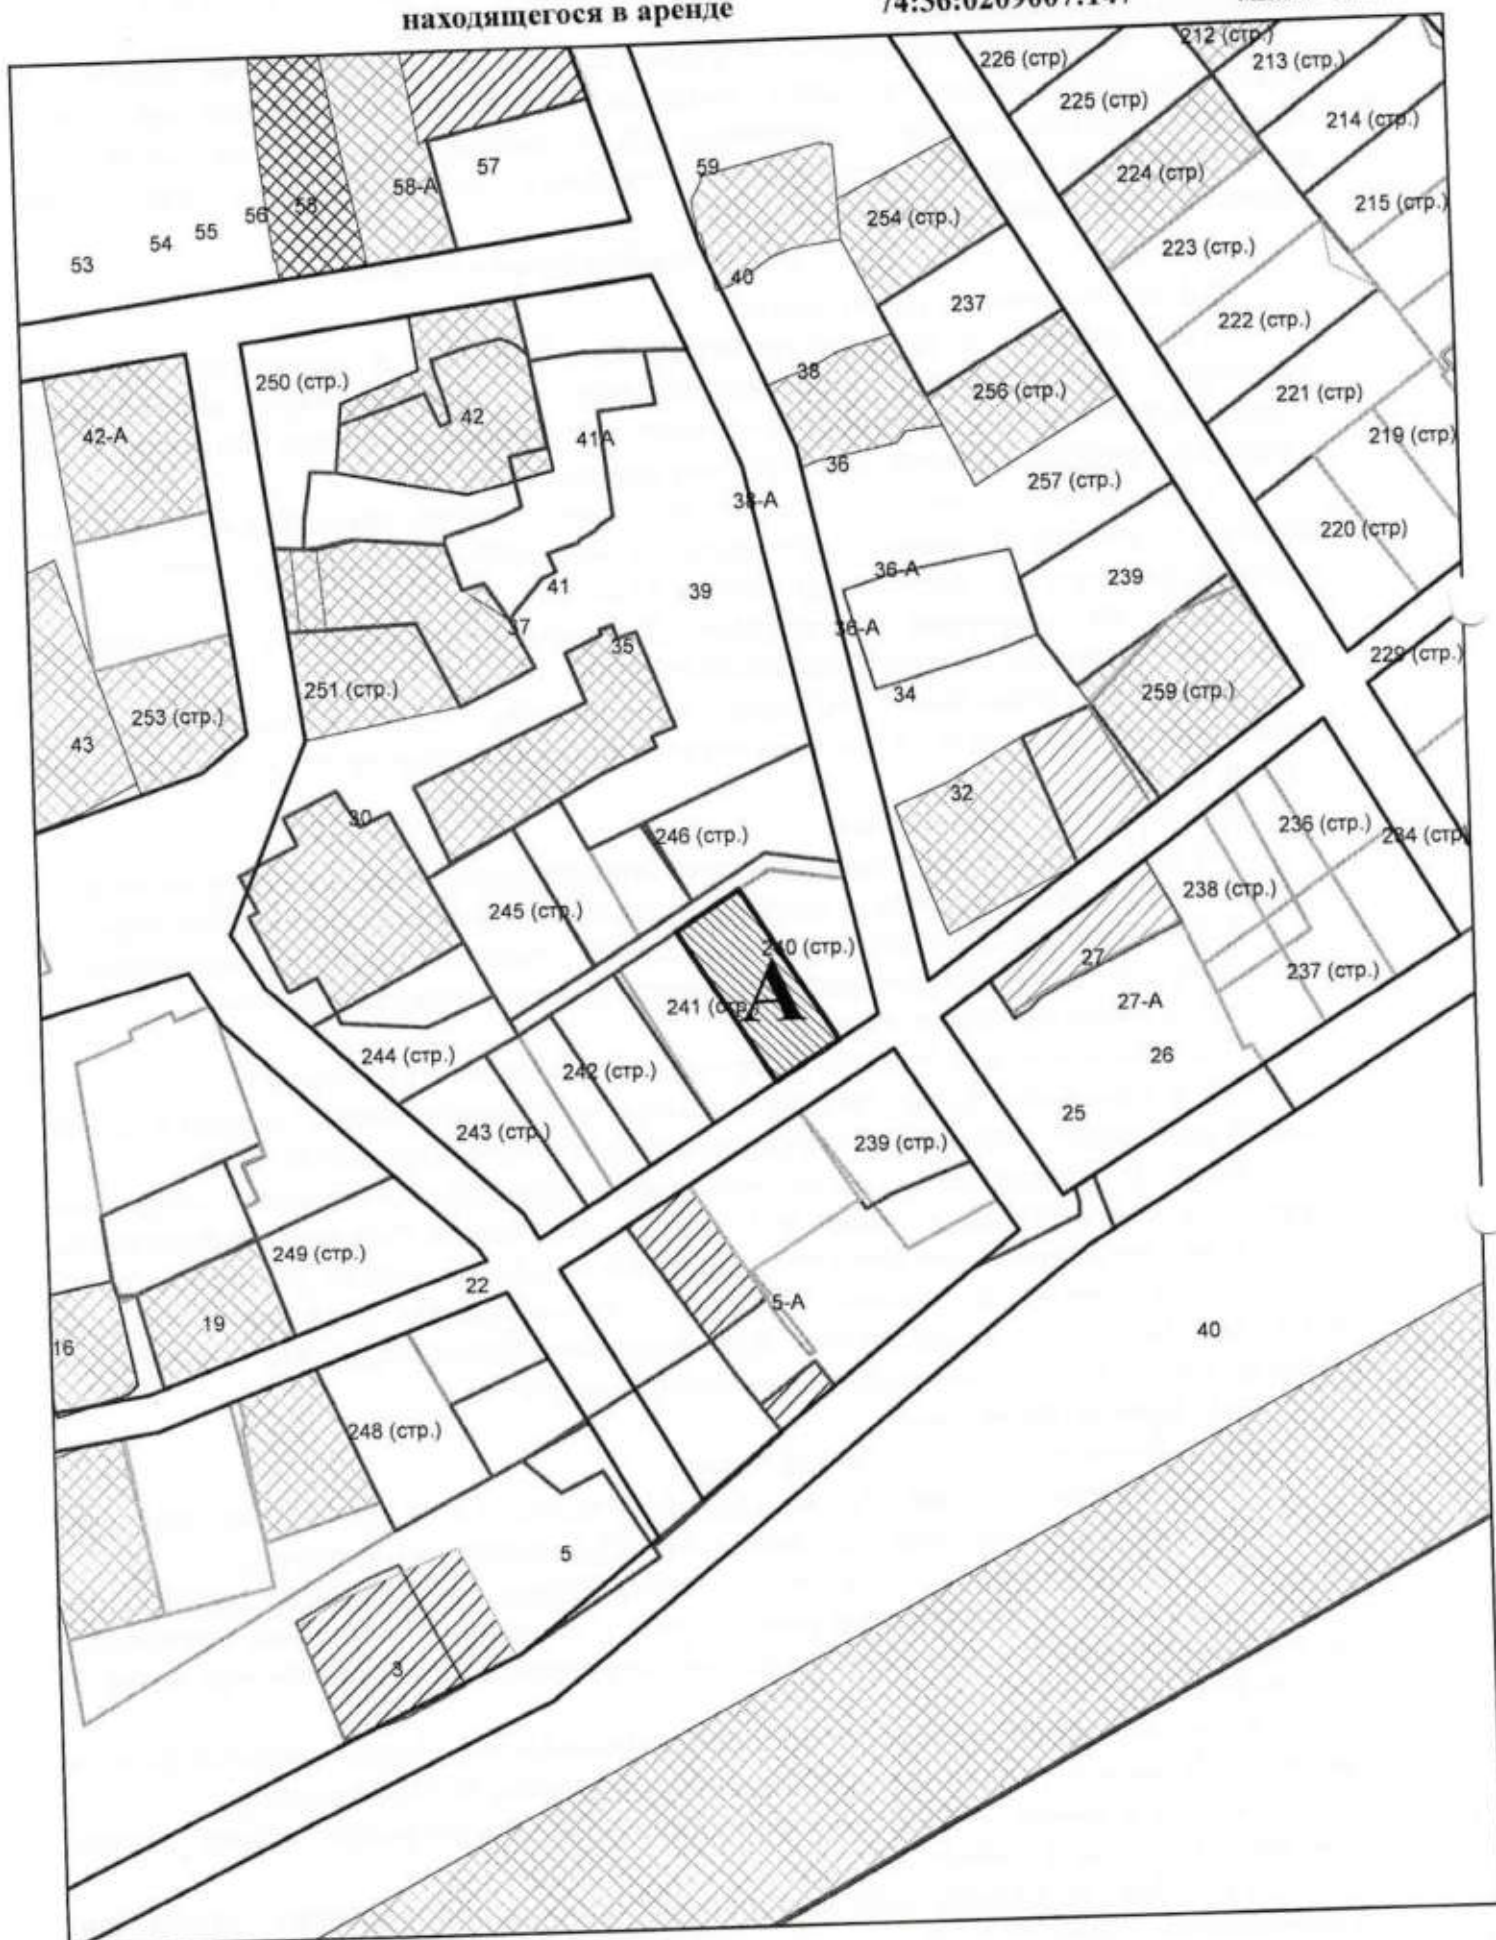 находящегося в аренде
212 (стр.)
226 (стр)
213 (стр.)
225 (стр)
214 (стр.)
59
57
224 (стр)
58-А
215 (стр.)
58
56
254 (стр.)
55
54
223 (стр.)
53
40
237
222 (стр.)
38
250 (стр.)
256 (стр.)
221 (стр)
42
42-А
41А
219 (стр)
36
257 (стр.)
38-А
220 (стр)
36-А
239
41
39
37
36-А
35
229 (стр.)
251 (стр.)
34
259 (стр.)
253 (стр.)
43
32
30
236 (стр.)
246 (стр.)
234 (стр)
238 (стр.)
245 (стр.)
240 (стр.)
27
237 (стр.)
А
241 (стр.)
27-А
244 (стр.)
26
242 (стр.)
25
243 (стр.)
239 (стр.)
249 (стр.)
22
5-А
19
40
16
248 (стр.)
5
3